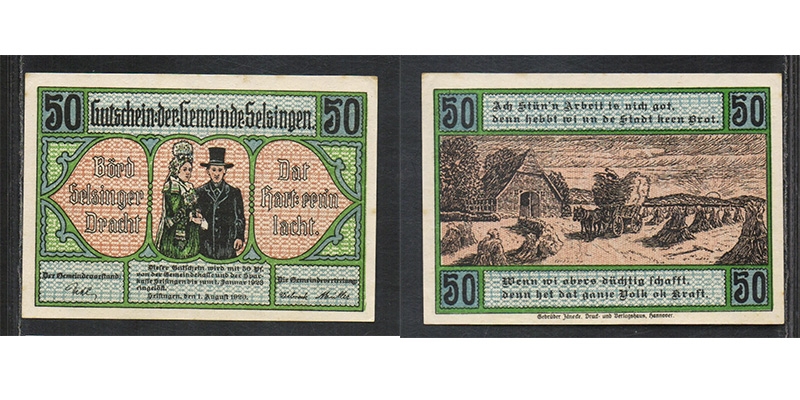 50 Gutschein der Gemeinde Selsingen. 50
Börd
Selsinger
Dracht
Dat
Hart eenn
lacht.
Dieser Gutschein wird mit 50 Pf.
von der Gemeindekasse und der Spar-
kasse Selsingen bis zum 1. Januar 1923
eingelöst.
Selsingen, den 1. August 1920.
Der Gemeindevorstand:
Die Gemeindevertretung:
50 50
Ach Stün'n Arbeit is nich got,
denn hebbt wi un de Stadt keen Brot.
50 50
Wenn wi abers düchtig schafft,
denn het dat ganze Volk ok Kraft.
Gebrüder Jänecke, Druck- und Verlagshaus, Hannover.